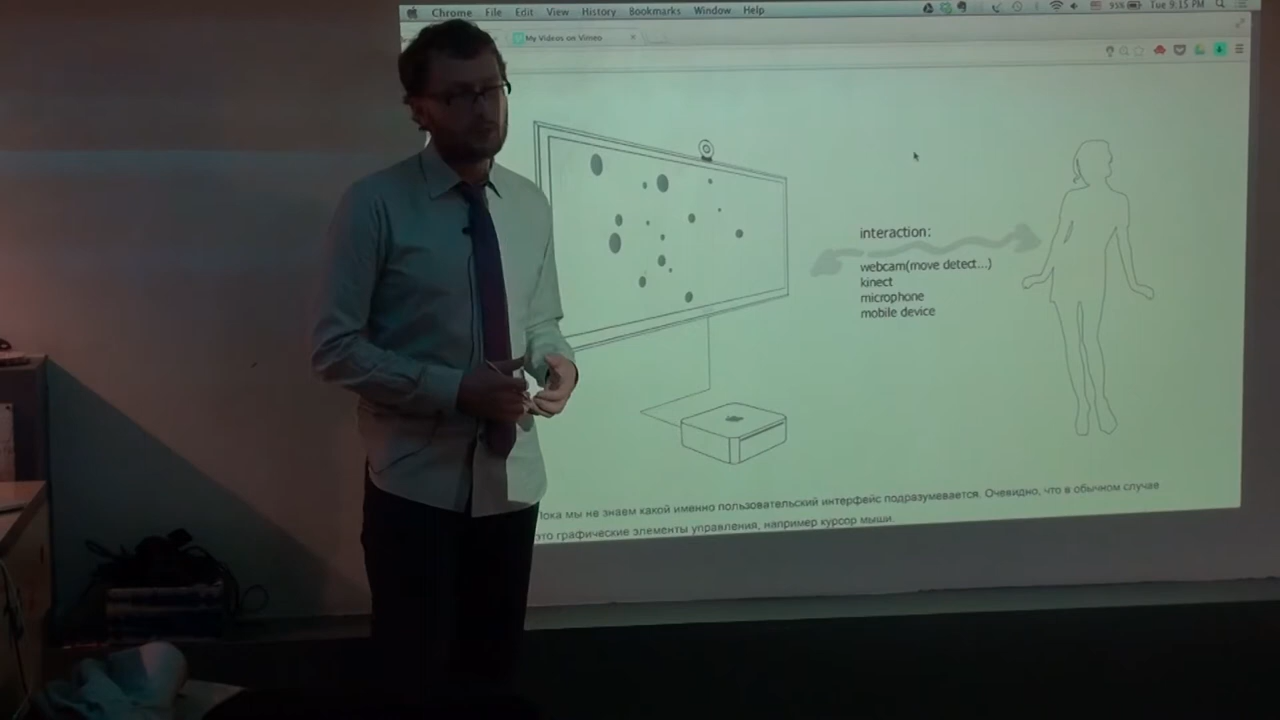 Chrome File Edit View History Bookmarks Window Help 93% Tue 9:15 PM
My Videos on Vimeo
interaction:
webcam(move detect...)
kinect
microphone
mobile device
Пока мы не знаем какой именно пользовательский интерфейс подразумевается. Очевидно, что в обычном случае
это графические элементы управления, например курсор мыши.